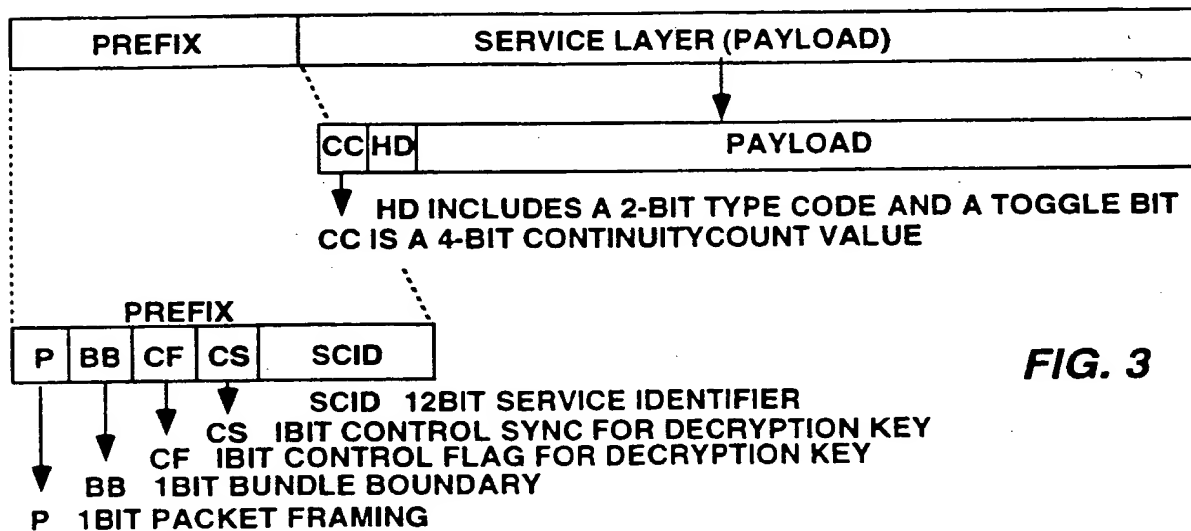 PREFIX SERVICE LAYER (PAYLOAD)
CC HD PAYLOAD
HD INCLUDES A 2-BIT TYPE CODE AND A TOGGLE BIT
CC IS A 4-BIT CONTINUITYCOUNT VALUE
PREFIX
P BB CF CS SCID
FIG. 3
SCID 12BIT SERVICE IDENTIFIER
CS IBIT CONTROL SYNC FOR DECRYPTION KEY
CF IBIT CONTROL FLAG FOR DECRYPTION KEY
BB 1BIT BUNDLE BOUNDARY
P 1BIT PACKET FRAMING